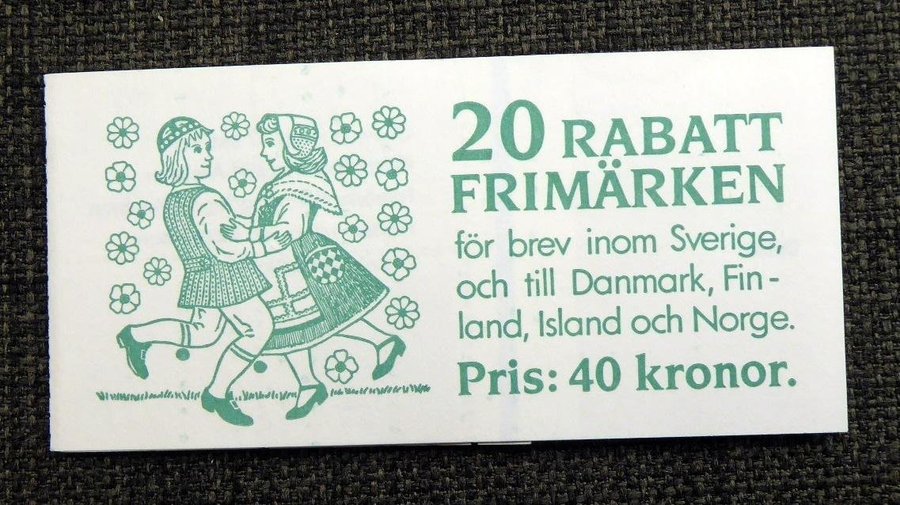 20 RABATT
FRIMÄRKEN
för brev inom Sverige,
och till Danmark, Fin-
land, Island och Norge.
Pris: 40 kronor.